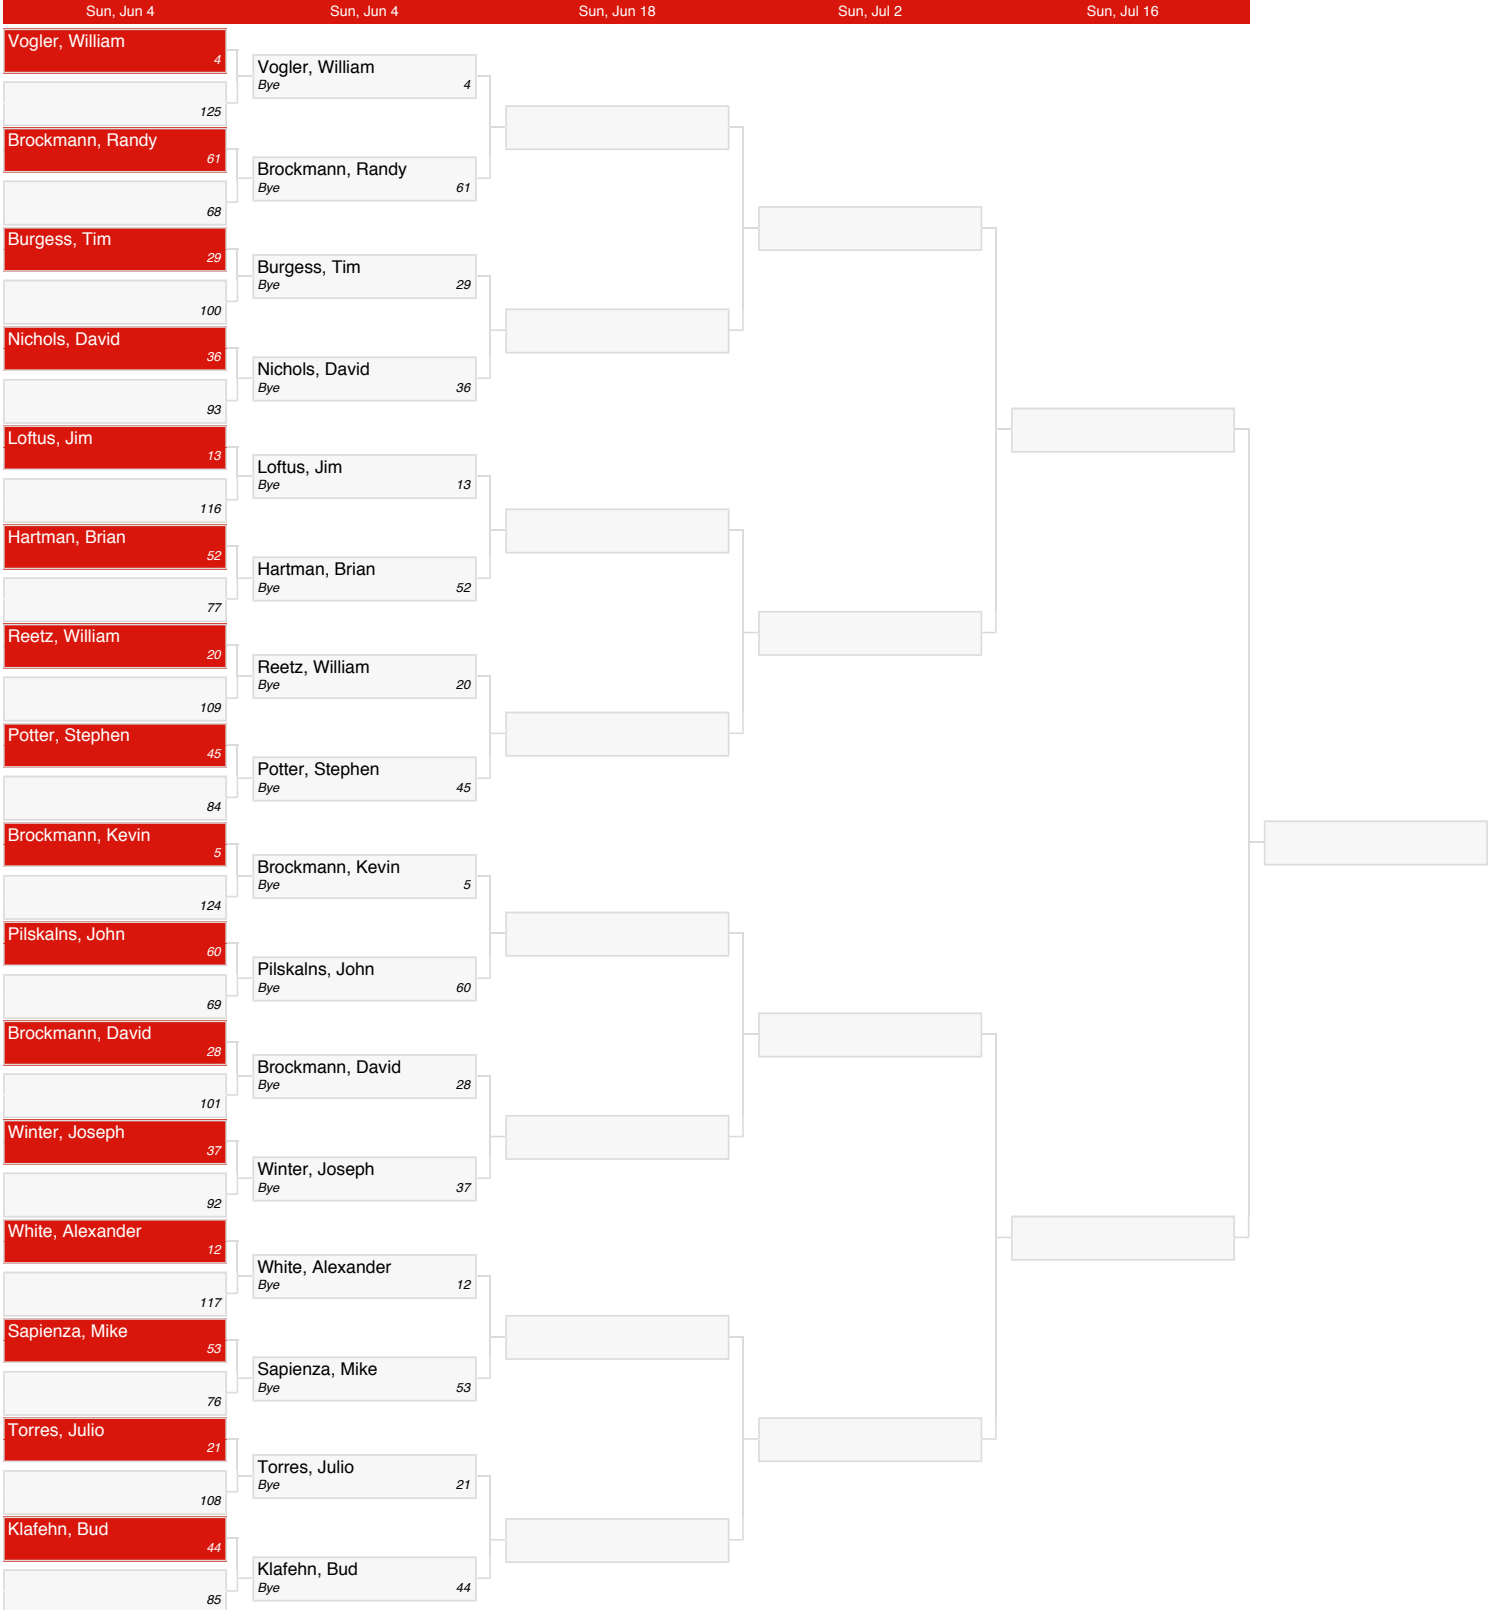 Sun, Jun 4
Sun, Jun 4
Sun, Jun 18
Sun, Jul 2
Sun, Jul 16
Vogler, William
4
125
Brockmann, Randy
61
68
Burgess, Tim
29
100
Nichols, David
36
93
Loftus, Jim
13
116
Hartman, Brian
52
77
Reetz, William
20
109
Potter, Stephen
45
84
Brockmann, Kevin
5
124
Pilskalns, John
60
69
Brockmann, David
28
101
Winter, Joseph
37
92
White, Alexander
12
117
Sapienza, Mike
53
76
Torres, Julio
21
108
Klafehn, Bud
44
85
Vogler, William
Bye 4
Brockmann, Randy
Bye 61
Burgess, Tim
Bye 29
Nichols, David
Bye 36
Loftus, Jim
Bye 13
Hartman, Brian
Bye 52
Reetz, William
Bye 20
Potter, Stephen
Bye 45
Brockmann, Kevin
Bye 5
Pilskalns, John
Bye 60
Brockmann, David
Bye 28
Winter, Joseph
Bye 37
White, Alexander
Bye 12
Sapienza, Mike
Bye 53
Torres, Julio
Bye 21
Klafehn, Bud
Bye 44